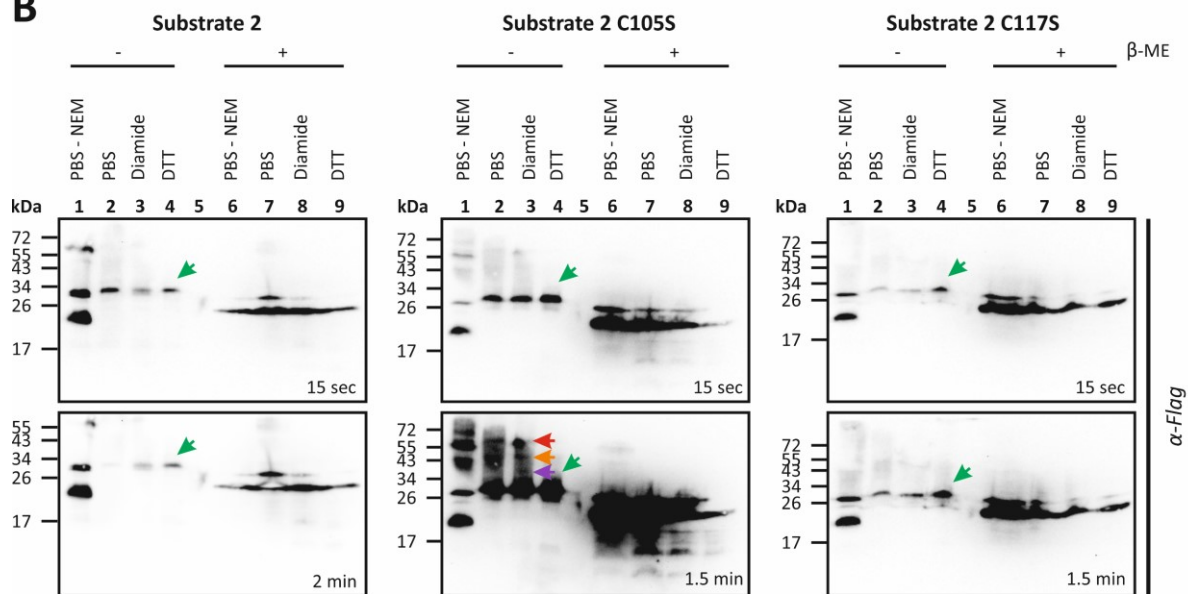 B
Substrate 2 Substrate 2 C105S Substrate 2 C117S
- + - + - + β-ME
PBS - NEM PBS Diamide DTT PBS - NEM PBS Diamide DTT PBS - NEM PBS Diamide DTT PBS - NEM PBS Diamide DTT PBS - NEM PBS Diamide DTT PBS - NEM PBS Diamide DTT
kDa 1 2 3 4 5 6 7 8 9 kDa 1 2 3 4 5 6 7 8 9 kDa 1 2 3 4 5 6 7 8 9
72
55
43
34
26
17
15 sec
72
55
43
34
26
17
15 sec
72
55
43
34
26
17
15 sec
55
43
34
26
17
2 min
72
55
43
34
26
17
1.5 min
72
55
43
34
26
17
1.5 min
α-Flag